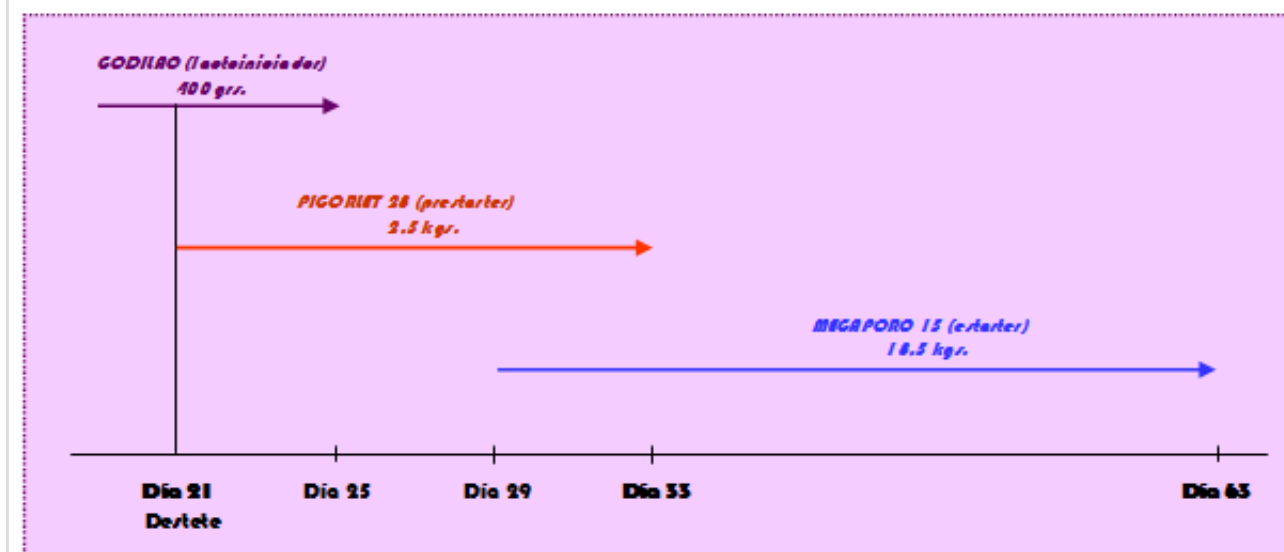 GODILAO (lactoiniciador)
400 grs.
PIGORLET 28 (prestarter)
2.5 kgs.
MEGAPORO 15 (estarter)
18.5 kgs.
Día 21
Día 25
Día 29
Día 33
Día 63
Destete